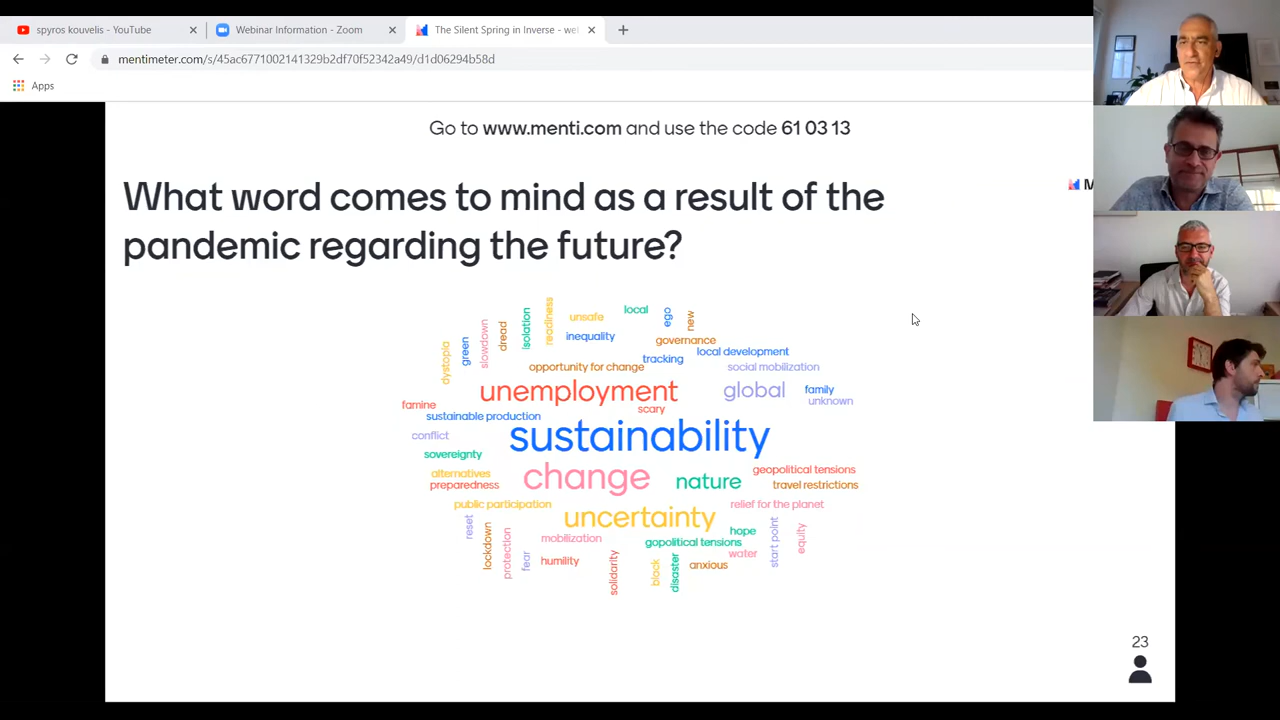 spyros kouvelis - YouTube
Webinar Information - Zoom
The Silent Spring in Inverse - we
mentimeter.com/s/45ac6771002141329b2df70f52342a49/d1d06294b58d
Apps
Go to www.menti.com and use the code 61 03 13
What word comes to mind as a result of the
pandemic regarding the future?
M
dystopia
green
slowdown
dread
isolation
readiness
unsafe
local
ego
new
inequality
governance
tracking
local development
opportunity for change
social mobilization
unemployment
global
family
unknown
famine
scary
sustainable production
conflict
sustainability
sovereignty
alternatives
preparedness
change
nature
geopolitical tensions
travel restrictions
public participation
relief for the planet
uncertainty
reset
lockdown
protection
fear
mobilization
humility
solidarity
gopolitical tensions
hope
water
block
disaster
anxious
start point
equity
23